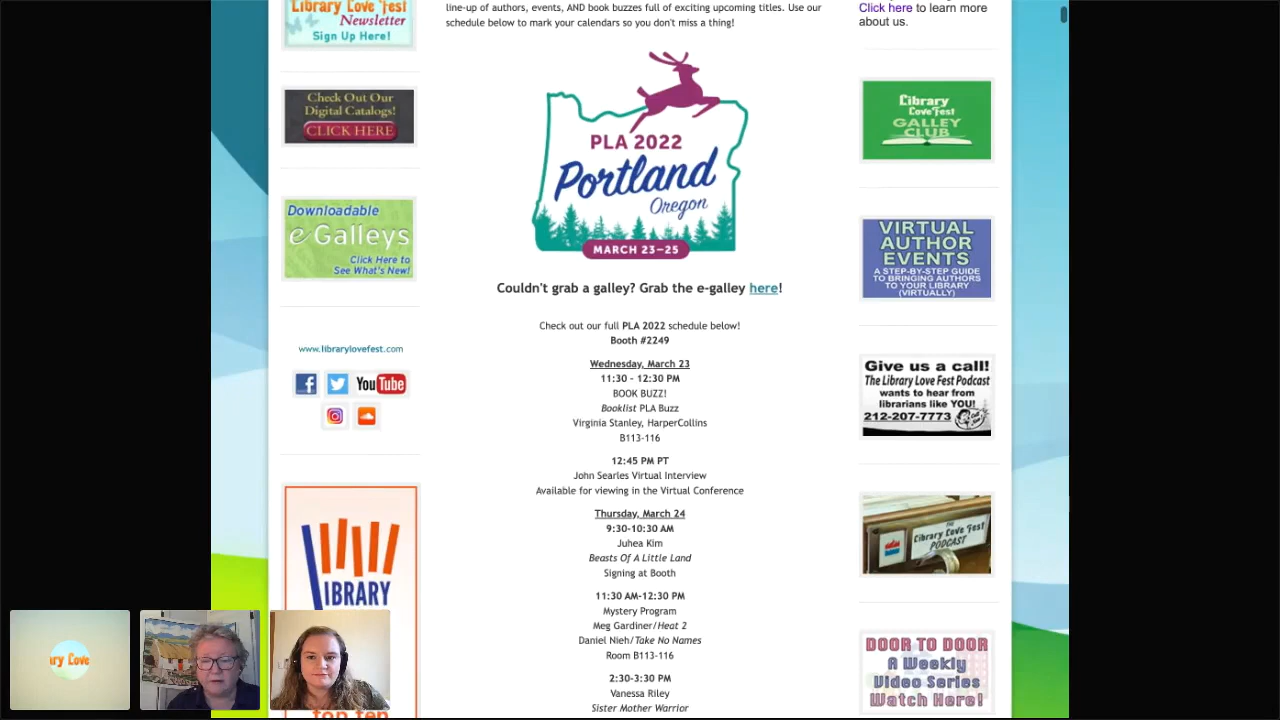 Library Love Fest
Newsletter
Sign Up Here!
Check Out Our
Digital Catalogs!
CLICK HERE
Downloadable
e Galleys
Click Here to
See What's New!
www.librarylovefest.com
YouTube
LIBRARY
top ten
ary Love
line-up of authors, events, AND book buzzes full of exciting upcoming titles. Use our
schedule below to mark your calendars so you don't miss a thing!
PLA 2022
Portland
Oregon
MARCH 23–25
Couldn't grab a galley? Grab the e-galley here!
Check out our full PLA 2022 schedule below!
Booth #2249
Wednesday, March 23
11:30 - 12:30 PM
BOOK BUZZ!
Booklist PLA Buzz
Virginia Stanley, HarperCollins
B113-116
12:45 PM PT
John Searles Virtual Interview
Available for viewing in the Virtual Conference
Thursday, March 24
9:30-10:30 AM
Juhea Kim
Beasts Of A Little Land
Signing at Booth
11:30 AM-12:30 PM
Mystery Program
Meg Gardiner/Heat 2
Daniel Nieh/Take No Names
Room B113-116
2:30-3:30 PM
Vanessa Riley
Sister Mother Warrior
Click here to learn more
about us.
Library
Love Fest
GALLEY
CLUB
VIRTUAL
AUTHOR
EVENTS
A STEP-BY-STEP GUIDE
TO BRINGING AUTHORS
TO YOUR LIBRARY
(VIRTUALLY)
Give us a call!
The Library Love Fest Podcast
wants to hear from
librarians like YOU!
212-207-7773
THE
Library Love Fest
PODCAST
DOOR TO DOOR
A Weekly
Video Series
Watch Here!